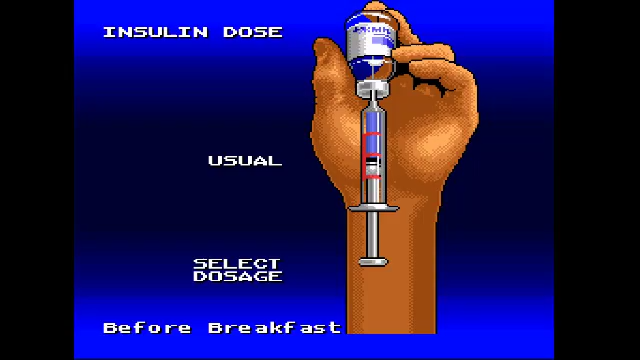 INSULIN DOSE
USUAL
SELECT
DOSAGE
Before Breakfast